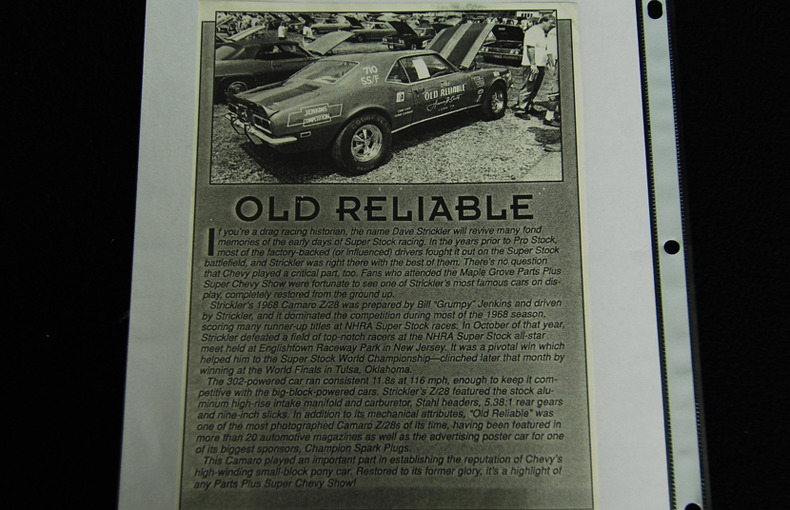 '710
SS/F
The
OLD RELIABLE
JENKINS
COMPETITION
OLD RELIABLE
If you're a drag racing historian, the name Dave Strickler will revive many fond
memories of the early days of Super Stock racing. In the years prior to Pro Stock,
most of the factory-backed (or influenced) drivers fought it out on the Super Stock
battlefield, and Strickler was right there with the best of them. There's no question
that Chevy played a critical part, too. Fans who attended the Maple Grove Parts Plus
Super Chevy Show were fortunate to see one of Strickler's most famous cars on dis-
play, completely restored from the ground up.
Strickler's 1968 Camaro Z/28 was prepared by Bill "Grumpy" Jenkins and driven
by Strickler, and it dominated the competition during most of the 1968 season,
scoring many runner-up titles at NHRA Super Stock races. In October of that year,
Strickler defeated a field of top-notch racers at the NHRA Super Stock all-star
meet held at Englishtown Raceway Park in New Jersey. It was a pivotal win which
helped him to the Super Stock World Championship—clinched later that month by
winning at the World Finals in Tulsa, Oklahoma.
The 302-powered car ran consistent 11.8s at 116 mph, enough to keep it com-
petitive with the big-block-powered cars. Strickler's Z/28 featured the stock alu-
minum high-rise intake manifold and carburetor, Stahl headers, 5.38:1 rear gears
and nine-inch slicks. In addition to its mechanical attributes, "Old Reliable" was
one of the most photographed Camaro Z/28s of its time, having been featured in
more than 20 automotive magazines as well as the advertising poster car for one
of its biggest sponsors, Champion Spark Plugs.
This Camaro played an important part in establishing the reputation of Chevy's
high-winding small-block pony car. Restored to its former glory, it's a highlight of
any Parts Plus Super Chevy Show!